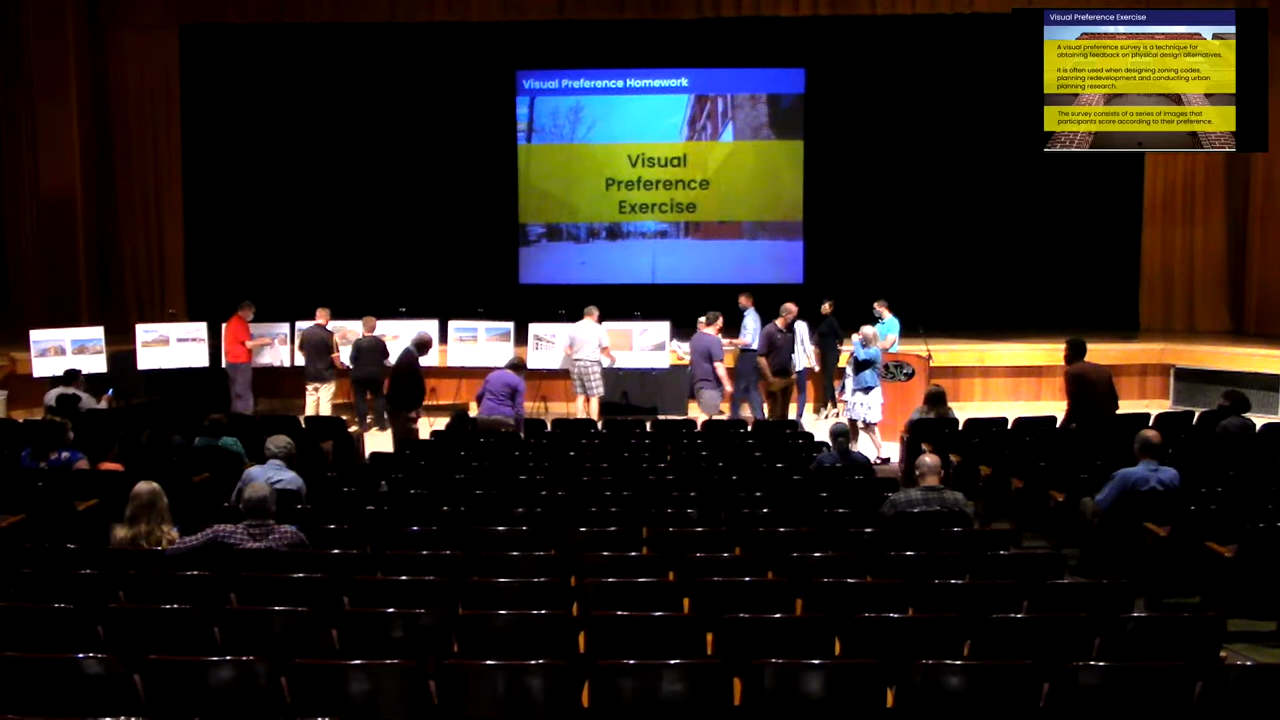 Visual Preference Homework
Visual
Preference
Exercise
Visual Preference Exercise
A visual preference survey is a technique for
obtaining feedback on physical design alternatives.
It is often used when designing zoning codes,
planning redevelopment and conducting urban
planning research.
The survey consists of a series of images that
participants score according to their preference.